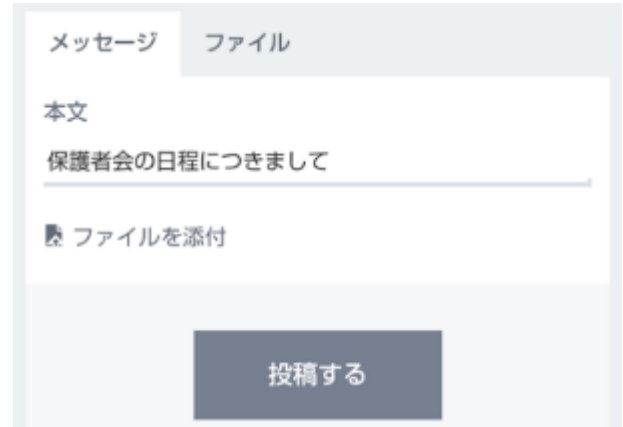 メッセージ ファイル
本文
保護者会の日程につきまして
ファイルを添付
投稿する